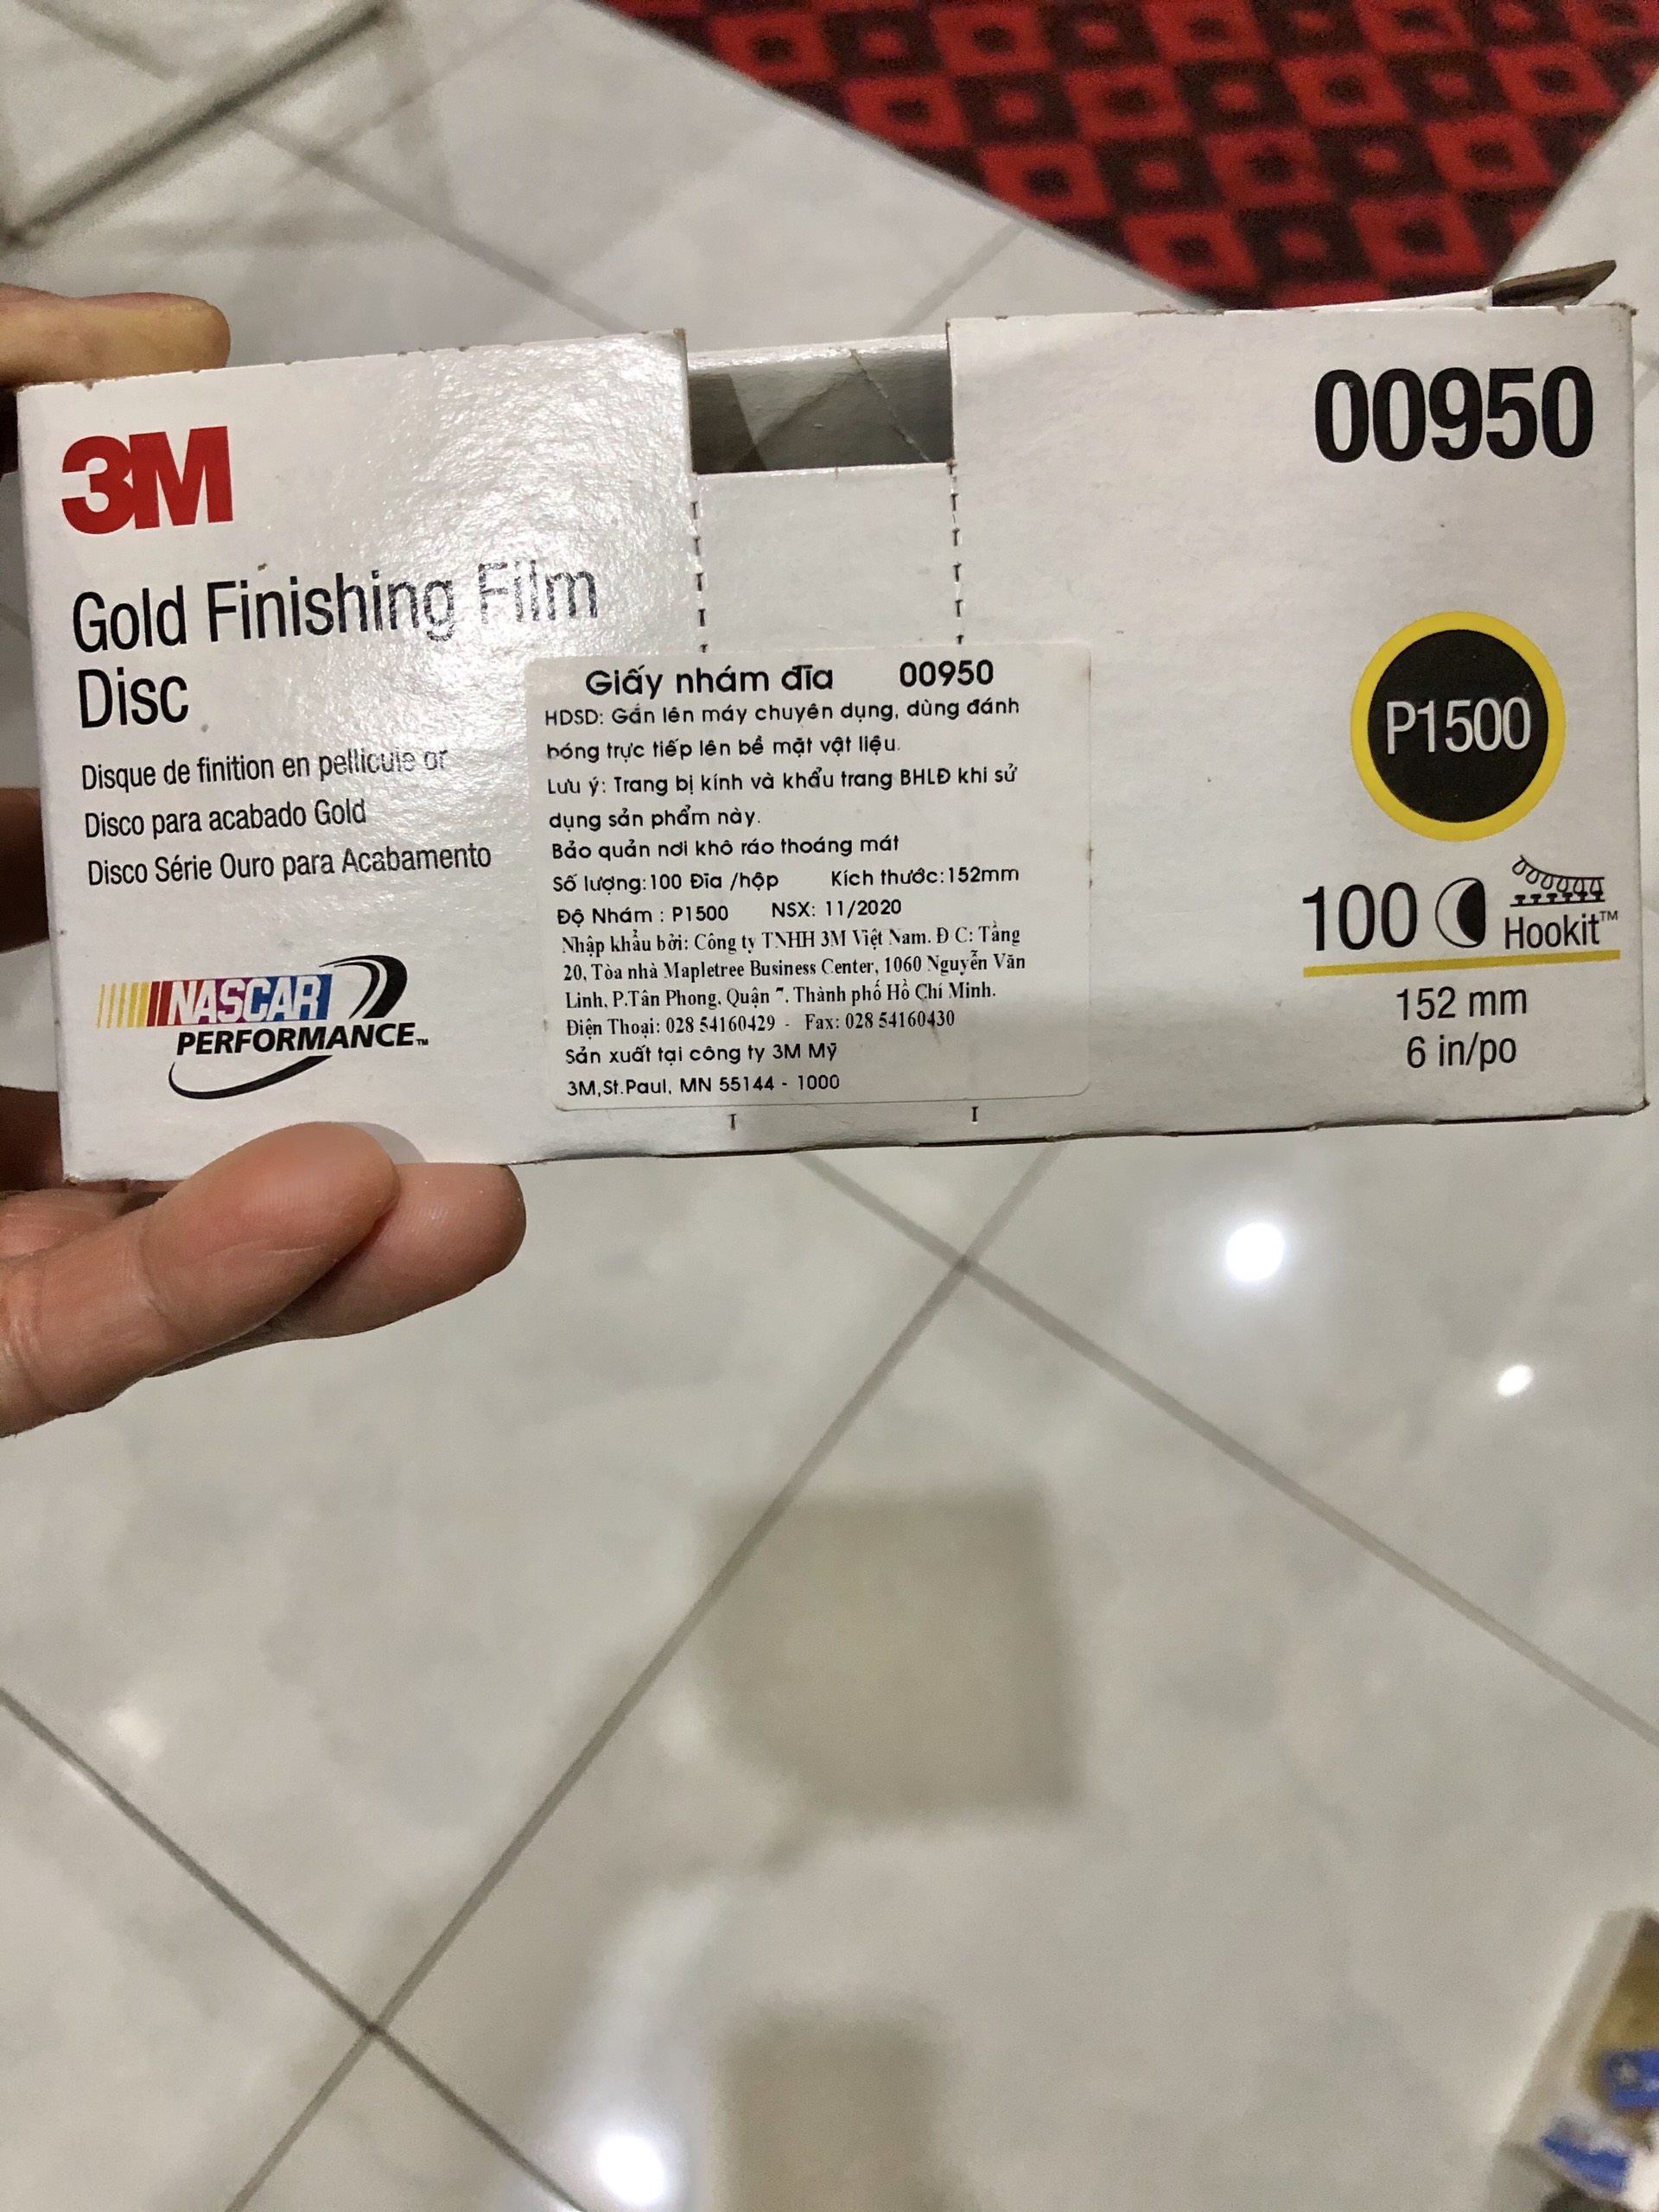 3M
00950
Gold Finishing Film
Disc
Disque de finition en pellicule or
Disco para acabado Gold
Disco Série Ouro para Acabamento
NASCAR
PERFORMANCE™
Giấy nhám đĩa 00950
HDSD: Gắn lên máy chuyên dụng, dùng đánh
bóng trực tiếp lên bề mặt vật liệu.
Lưu ý: Trang bị kính và khẩu trang BHLĐ khi sử
dụng sản phẩm này.
Bảo quản nơi khô ráo thoáng mát
Số lượng:100 Đĩa /hộp Kích thước:152mm
Độ Nhám : P1500 NSX: 11/2020
Nhập khẩu bởi: Công ty TNHH 3M Việt Nam. Đ C: Tầng
20, Tòa nhà Mapletree Business Center, 1060 Nguyễn Văn
Linh, P.Tân Phong, Quận 7. Thành phố Hồ Chí Minh.
Điện Thoại: 028 54160429 - Fax: 028 54160430
Sản xuất tại công ty 3M Mỹ
3M,St.Paul, MN 55144 - 1000
P1500
100 Hookit™
152 mm
6 in/po